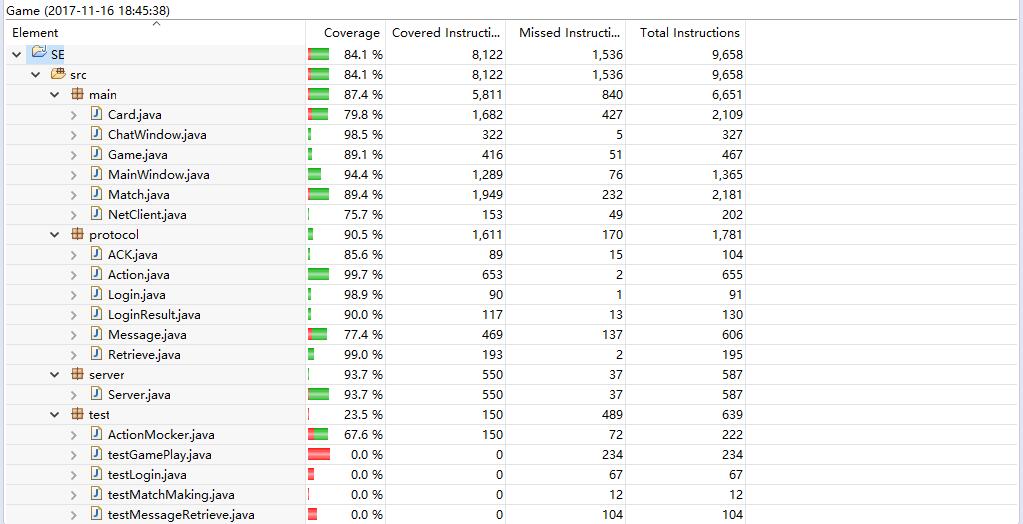 Game (2017-11-16 18:45:38)
Element Coverage Covered Instructi... Missed Instructi... Total Instructions
SE 84.1 % 8,122 1,536 9,658
src 84.1 % 8,122 1,536 9,658
main 87.4 % 5,811 840 6,651
Card.java 79.8 % 1,682 427 2,109
ChatWindow.java 98.5 % 322 5 327
Game.java 89.1 % 416 51 467
MainWindow.java 94.4 % 1,289 76 1,365
Match.java 89.4 % 1,949 232 2,181
NetClient.java 75.7 % 153 49 202
protocol 90.5 % 1,611 170 1,781
ACK.java 85.6 % 89 15 104
Action.java 99.7 % 653 2 655
Login.java 98.9 % 90 1 91
LoginResult.java 90.0 % 117 13 130
Message.java 77.4 % 469 137 606
Retrieve.java 99.0 % 193 2 195
server 93.7 % 550 37 587
Server.java 93.7 % 550 37 587
test 23.5 % 150 489 639
ActionMocker.java 67.6 % 150 72 222
testGamePlay.java 0.0 % 0 234 234
testLogin.java 0.0 % 0 67 67
testMatchMaking.java 0.0 % 0 12 12
testMessageRetrieve.java 0.0 % 0 104 104